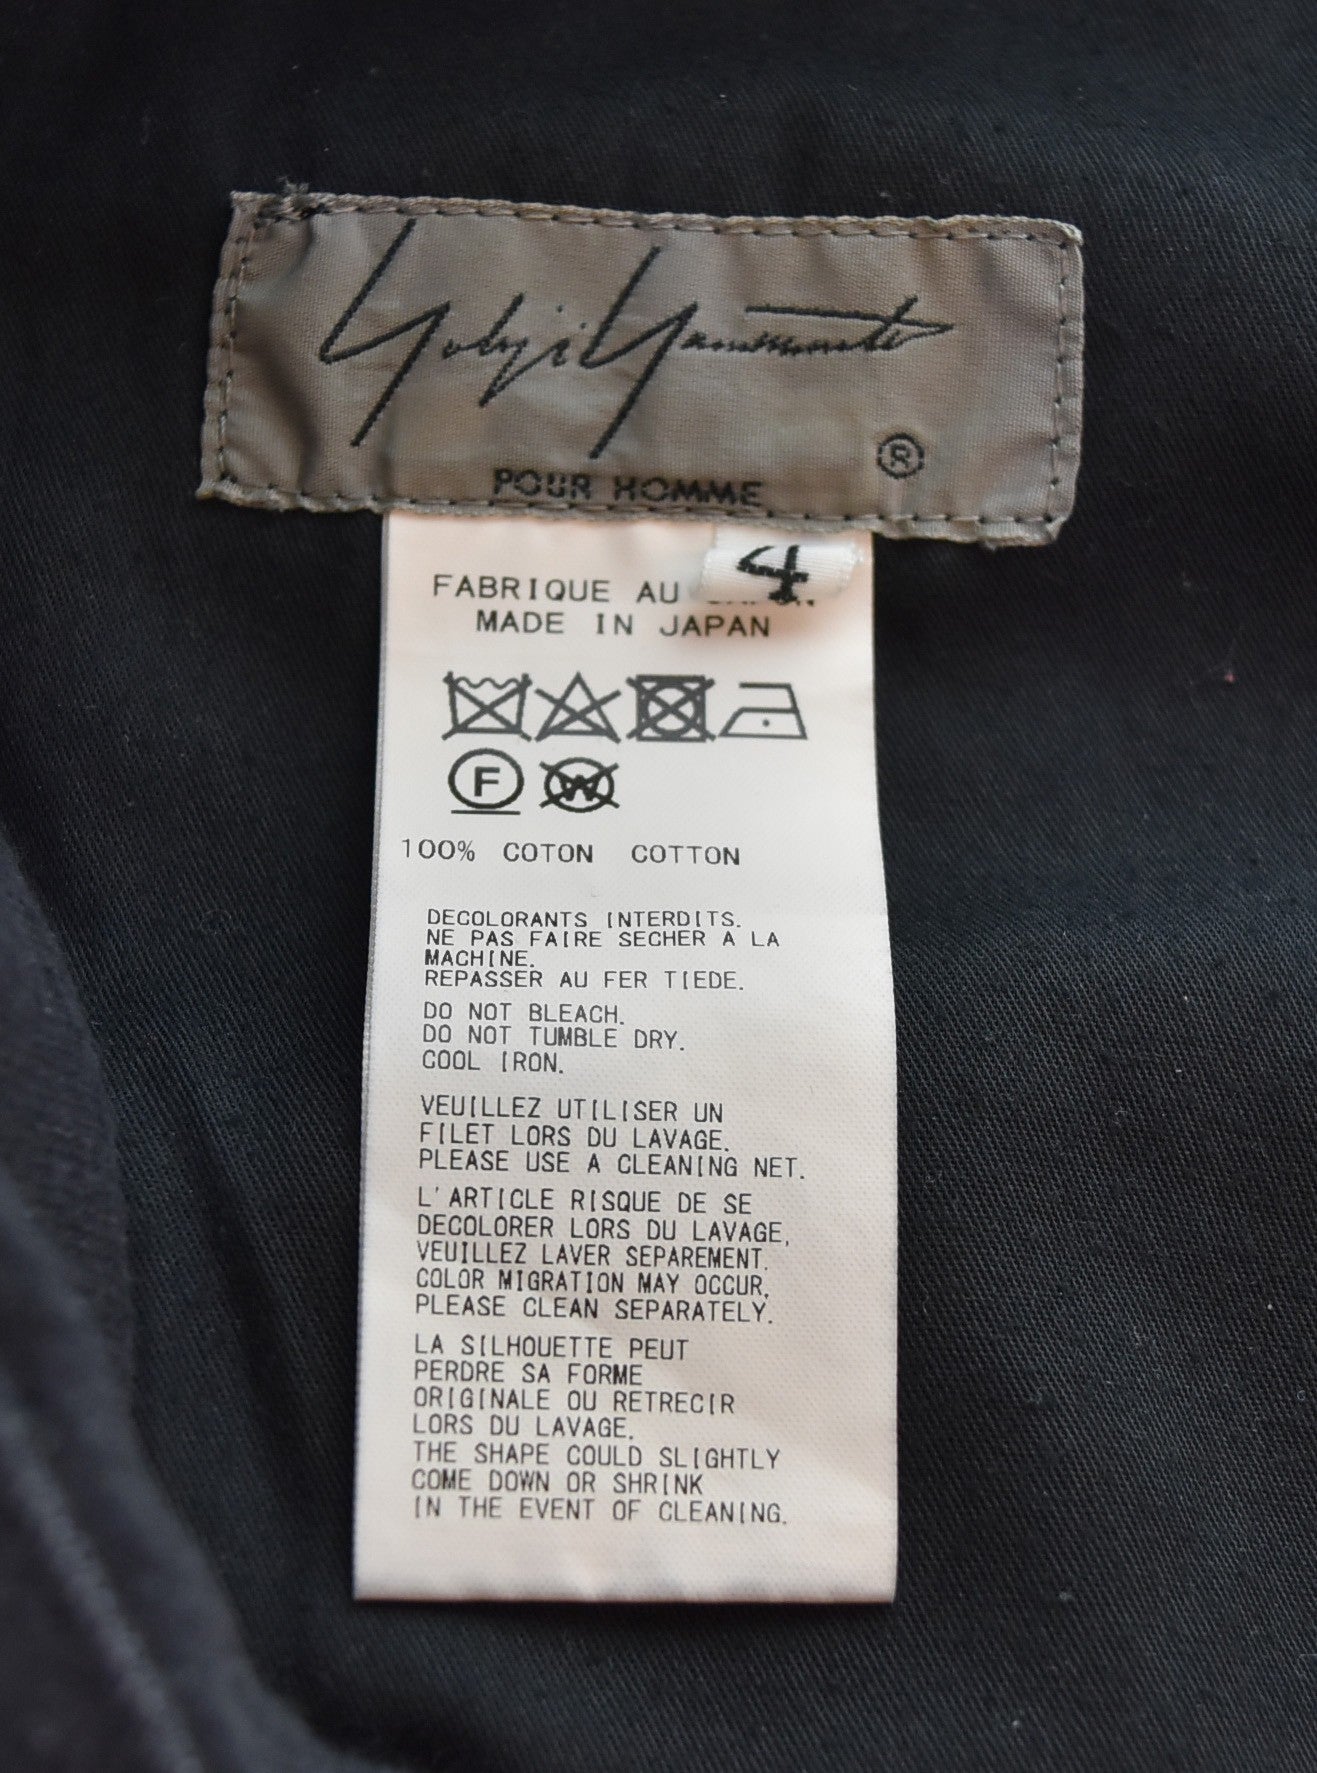 Yohji Yamamoto
®
POUR HOMME
4
FABRIQUE AU
MADE IN JAPAN
F
W
100% COTON COTTON
DECOLORANTS INTERDITS.
NE PAS FAIRE SECHER A LA
MACHINE.
REPASSER AU FER TIEDE.
DO NOT BLEACH.
DO NOT TUMBLE DRY.
COOL IRON.
VEUILLEZ UTILISER UN
FILET LORS DU LAVAGE.
PLEASE USE A CLEANING NET.
L'ARTICLE RISQUE DE SE
DECOLORER LORS DU LAVAGE,
VEUILLEZ LAVER SEPAREMENT.
COLOR MIGRATION MAY OCCUR,
PLEASE CLEAN SEPARATELY.
LA SILHOUETTE PEUT
PERDRE SA FORME
ORIGINALE OU RETRECIR
LORS DU LAVAGE.
THE SHAPE COULD SLIGHTLY
COME DOWN OR SHRINK
IN THE EVENT OF CLEANING.